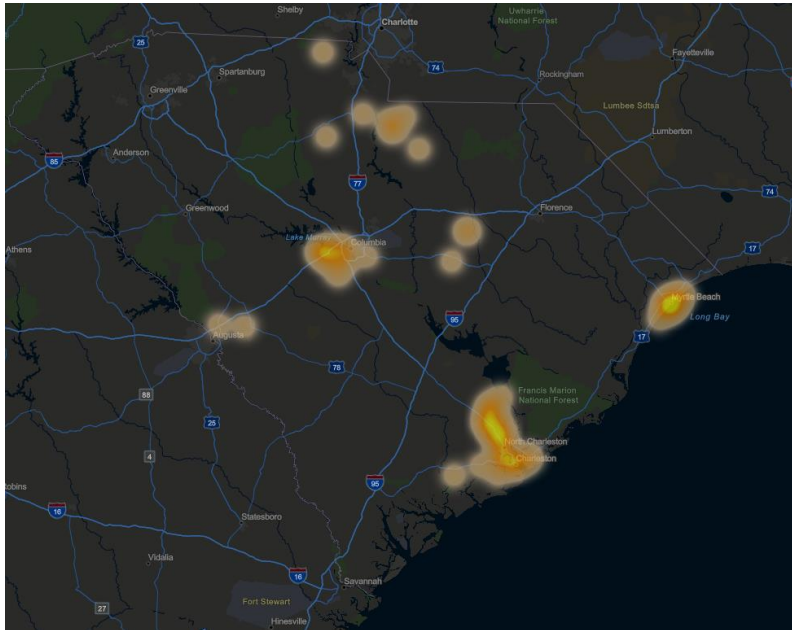 Shelby
Charlotte
Uwharrie
National Forest
25
Spartanburg
74
Fayetteville
Rockingham
Greenville
Lumbee Sdtsa
Lumberton
Anderson
85
77
74
Greenwood
Florence
Athens
Lake Murray
Columbia
17
Myrtle Beach
Long Bay
95
Augusta
17
78
Francis Marion
National Forest
88
25
North Charleston
Charleston
4
95
16
Statesboro
Vidalia
16
Savannah
27
Fort Stewart
Hinesville